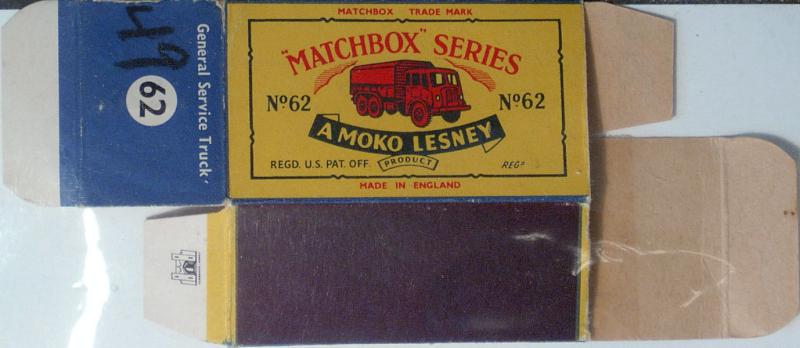 49
62
General Service Truck
MATCHBOX TRADE MARK
"MATCHBOX" SERIES
Nº62
Nº62
A MOKO LESNEY
REGD. U.S. PAT. OFF.
PRODUCT
REGD
MADE IN ENGLAND